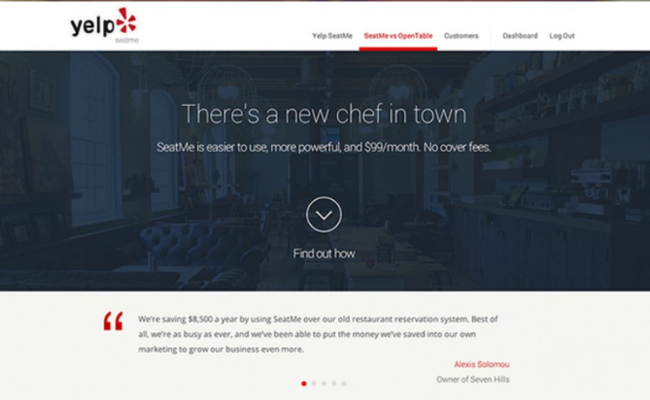 yelp
seatme
Yelp SeatMe SeatMe vs OpenTable Customers Dashboard Log Out
There's a new chef in town
SeatMe is easier to use, more powerful, and $99/month. No cover fees.
Find out how
We're saving $8,500 a year by using SeatMe over our old restaurant reservation system. Best of
all, we're as busy as ever, and we've been able to put the money we've saved into our own
marketing to grow our business even more.
Alexis Solomou
Owner of Seven Hills